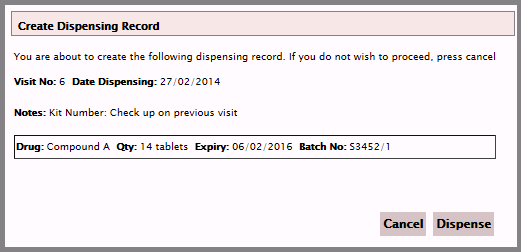 Create Dispensing Record
You are about to create the following dispensing record. If you do not wish to proceed, press cancel
Visit No: 6 Date Dispensing: 27/02/2014
Notes: Kit Number: Check up on previous visit
Drug: Compound A Qty: 14 tablets Expiry: 06/02/2016 Batch No: S3452/1
Cancel Dispense